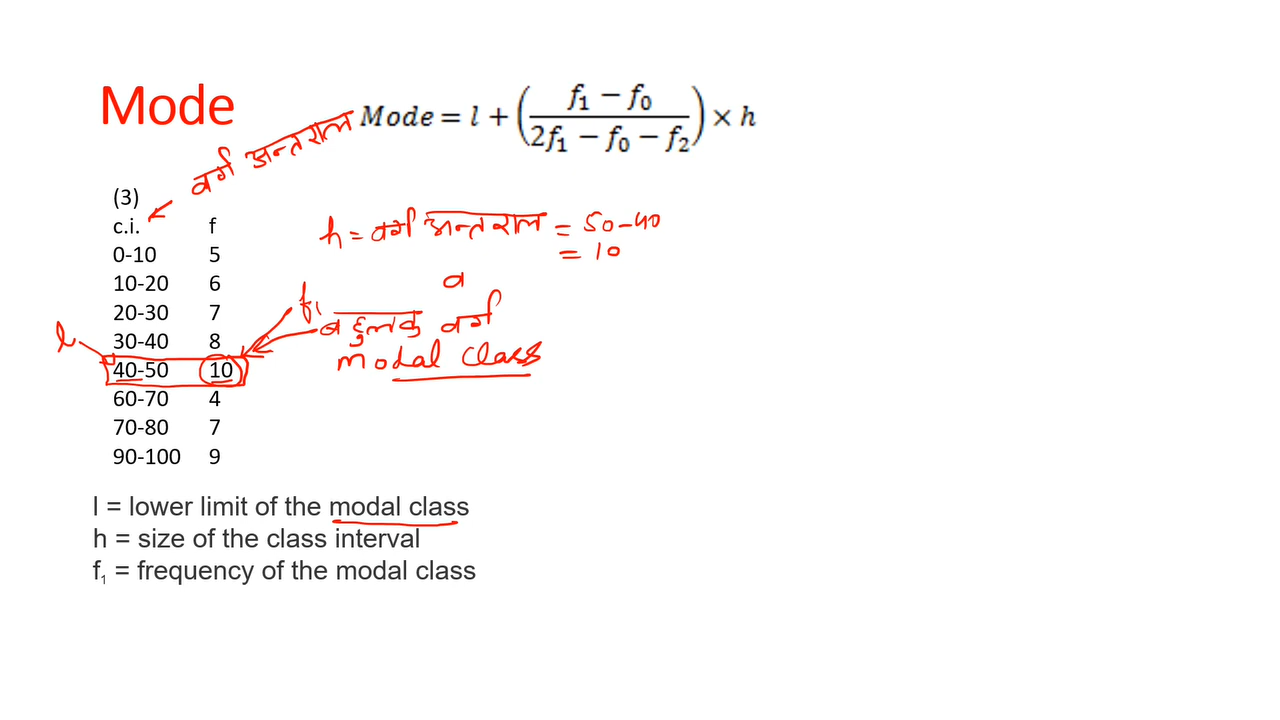 Mode
Mode = l + ( (f₁ − f₀) / (2f₁ − f₀ − f₂) ) × h
वर्ग अन्तराल
(3)
c.i. f
0-10 5
10-20 6
20-30 7
30-40 8
40-50 10
60-70 4
70-80 7
90-100 9
h = वर्ग अन्तराल = 50-40
= 10
व
l
f₁
बहुलक वर्ग
modal class
l = lower limit of the modal class
h = size of the class interval
f₁ = frequency of the modal class